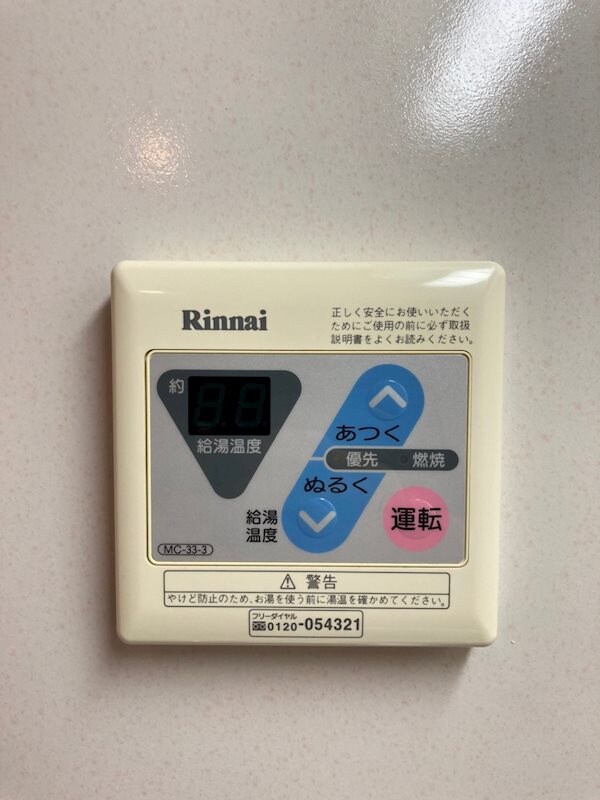 Rinnai
正しく安全にお使いいただく
ためにご使用の前に必ず取扱
説明書をよくお読みください。
約
給湯温度
あつく
優先 燃焼
ぬるく
給湯
温度
運転
MC-33-3
⚠ 警告
やけど防止のため、お湯を使う前に湯温を確かめてください。
フリーダイヤル
0120-054321